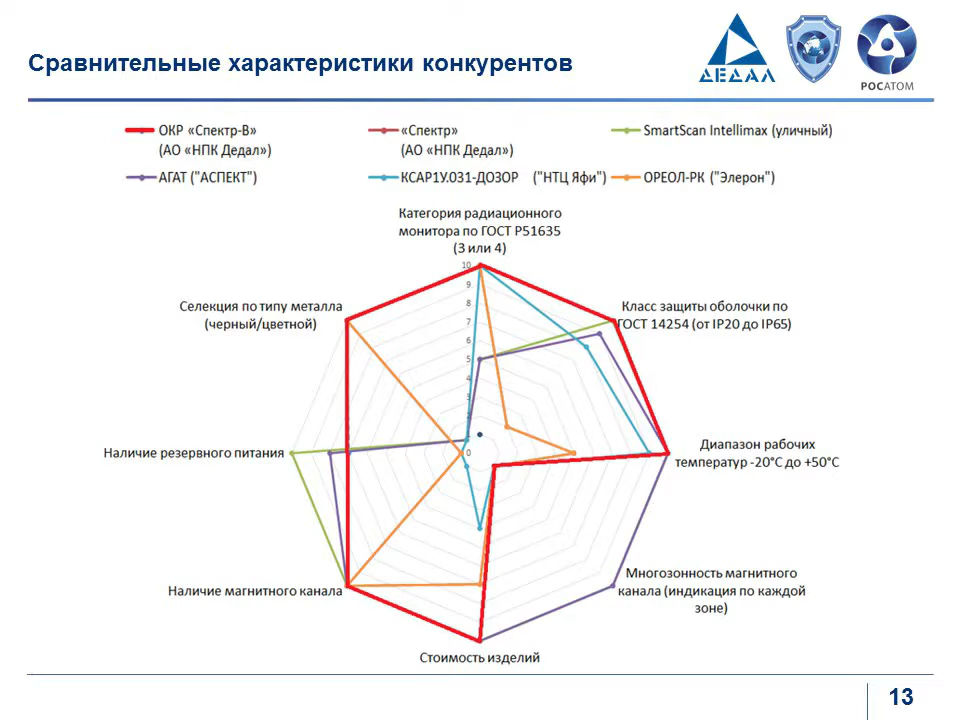 Сравнительные характеристики конкурентов
ДЕДАЛ
РОСАТОМ
ОКР «Спектр-В»
(АО «НПК Дедал»)
«Спектр»
(АО «НПК Дедал»)
SmartScan Intellimax (уличный)
АГАТ ("АСПЕКТ")
КСАР1У.031-ДОЗОР ("НТЦ Яфи")
ОРЕОЛ-РК ("Элерон")
Категория радиационного
монитора по ГОСТ Р51635
(3 или 4)
10
9
8
7
6
5
4
3
0
Селекция по типу металла
(черный/цветной)
Класс защиты оболочки по
ГОСТ 14254 (от IP20 до IP65)
Наличие резервного питания
Диапазон рабочих
температур -20°С до +50°С
Наличие магнитного канала
Многозонность магнитного
канала (индикация по каждой
зоне)
Стоимость изделий
13